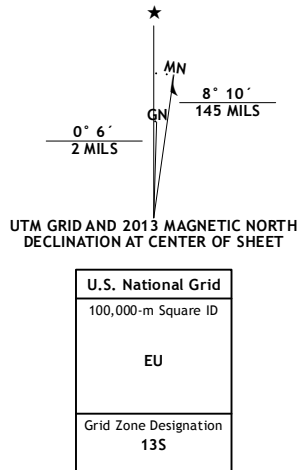 ★
MN
GN
8° 10´
145 MILS
0° 6´
2 MILS
UTM GRID AND 2013 MAGNETIC NORTH
DECLINATION AT CENTER OF SHEET
U.S. National Grid
100,000-m Square ID
EU
Grid Zone Designation
13S